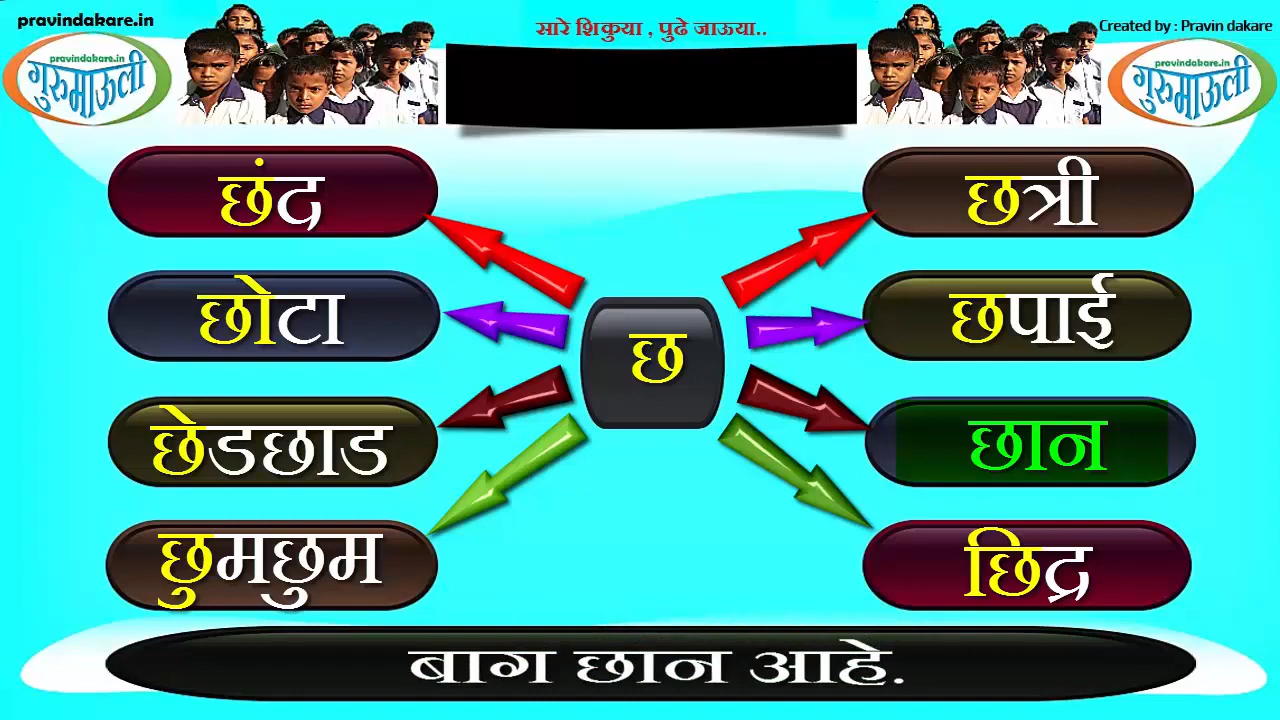 pravindakare.in
सारे शिकुया , पुढे जाऊया..
Created by : Pravin dakare
pravindakare.in
गुरुमाऊली
pravindakare.in
गुरुमाऊली
छंद
छत्री
छोटा
छपाई
छ
छेडछाड
छान
छुमछुम
छिद्र
बाग छान आहे.